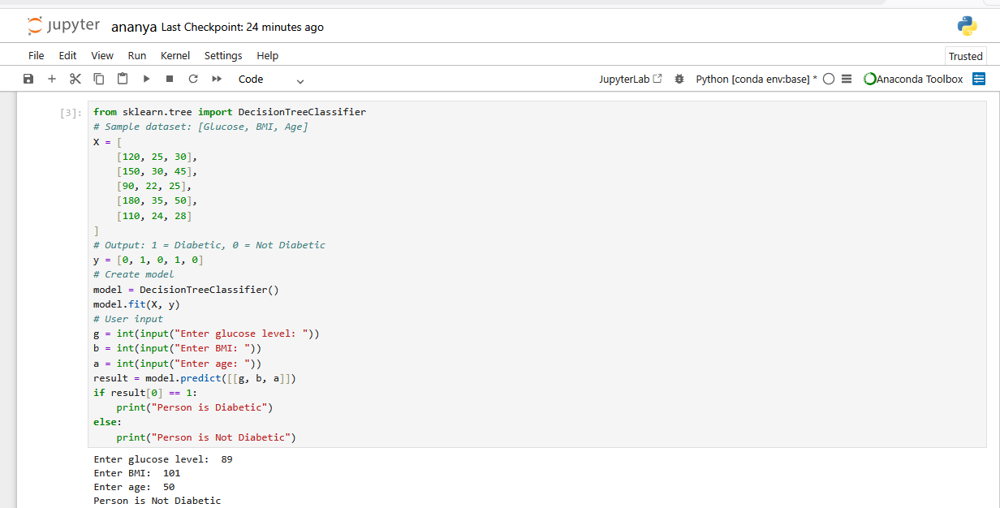 jupyter ananya Last Checkpoint: 24 minutes ago
File Edit View Run Kernel Settings Help
Trusted
Code
JupyterLab
Python [conda env:base] *
Anaconda Toolbox
[3]:
from sklearn.tree import DecisionTreeClassifier
# Sample dataset: [Glucose, BMI, Age]
X = [
    [120, 25, 30],
    [150, 30, 45],
    [90, 22, 25],
    [180, 35, 50],
    [110, 24, 28]
]
# Output: 1 = Diabetic, 0 = Not Diabetic
y = [0, 1, 0, 1, 0]
# Create model
model = DecisionTreeClassifier()
model.fit(X, y)
# User input
g = int(input("Enter glucose level: "))
b = int(input("Enter BMI: "))
a = int(input("Enter age: "))
result = model.predict([[g, b, a]])
if result[0] == 1:
    print("Person is Diabetic")
else:
    print("Person is Not Diabetic")
Enter glucose level:  89
Enter BMI:  101
Enter age:  50
Person is Not Diabetic